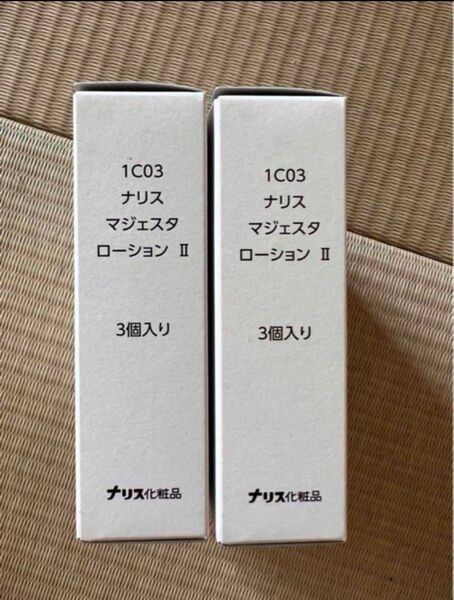 1C03
ナリス
マジェスタ
ローション Ⅱ
3個入り
ナリス化粧品
1C03
ナリス
マジェスタ
ローション Ⅱ
3個入り
ナリス化粧品